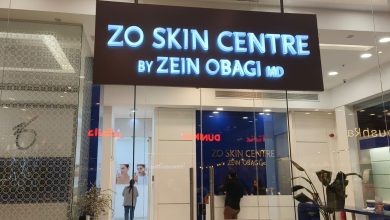 ZO SKIN CENTRE
BY ZEIN OBAGI MD
ZO SKIN CENTRE
BY ZEIN OBAGI